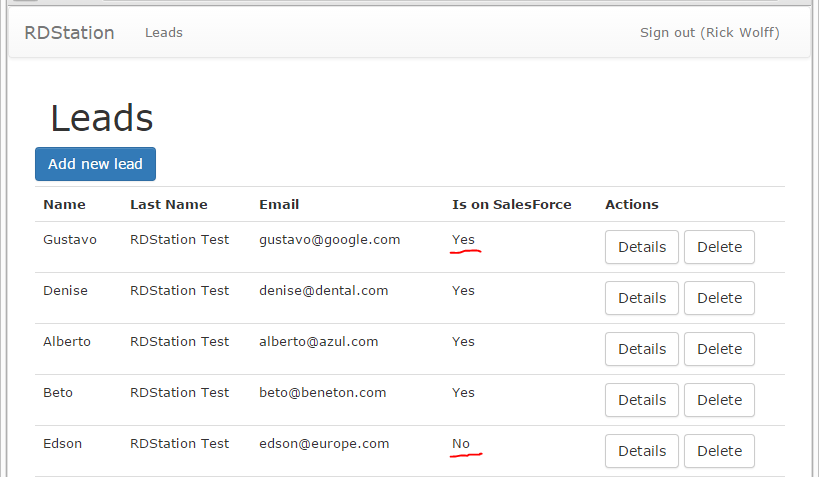 RDStation Leads Sign out (Rick Wolff)
Leads
Add new lead
Name Last Name Email Is on SalesForce Actions
Gustavo RDStation Test gustavo@google.com Yes Details Delete
Denise RDStation Test denise@dental.com Yes Details Delete
Alberto RDStation Test alberto@azul.com Yes Details Delete
Beto RDStation Test beto@beneton.com Yes Details Delete
Edson RDStation Test edson@europe.com No Details Delete